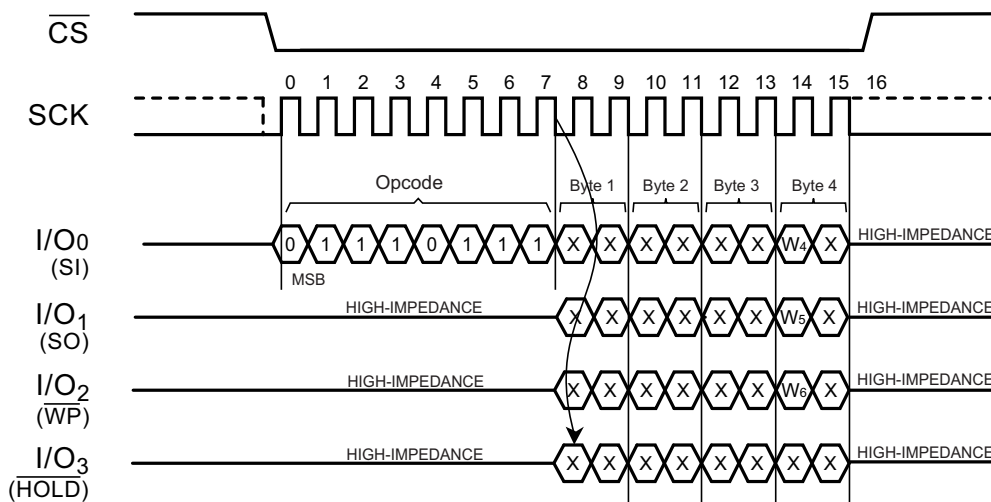 CS
0 1 2 3 4 5 6 7 8 9 10 11 12 13 14 15 16
SCK
Opcode Byte 1 Byte 2 Byte 3 Byte 4
I/O0 0 1 1 1 0 1 1 1 X X X X X X W4 X HIGH-IMPEDANCE
(SI)
MSB
I/O1 HIGH-IMPEDANCE X X X X X X W5 X HIGH-IMPEDANCE
(SO)
I/O2 HIGH-IMPEDANCE X X X X X X W6 X HIGH-IMPEDANCE
(WP)
I/O3 HIGH-IMPEDANCE X X X X X X X X HIGH-IMPEDANCE
(HOLD)